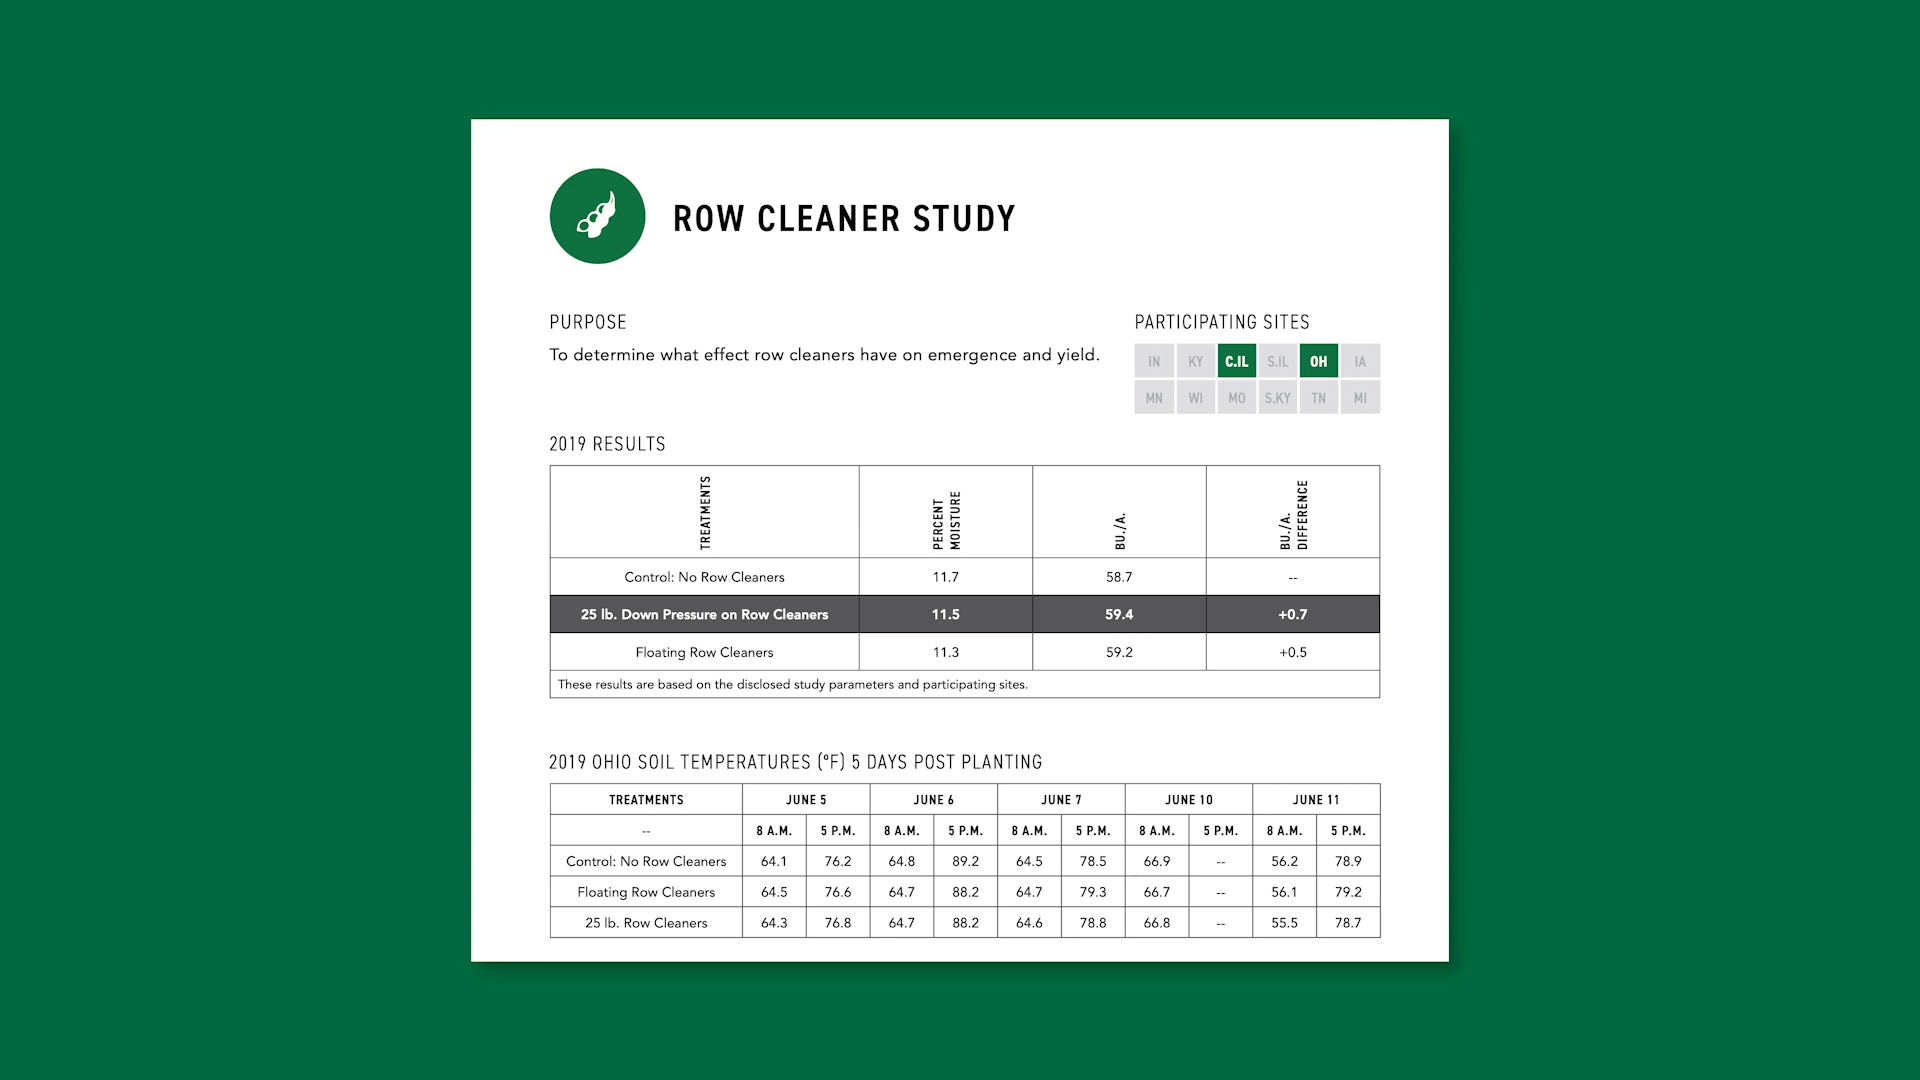 ROW CLEANER STUDY
PURPOSE
To determine what effect row cleaners have on emergence and yield.
PARTICIPATING SITES
IN KY C.IL S.IL OH IA
MN WI MO S.KY TN MI
2019 RESULTS
TREATMENTS PERCENT MOISTURE BU./A. BU./A. DIFFERENCE
Control: No Row Cleaners 11.7 58.7 --
25 lb. Down Pressure on Row Cleaners 11.5 59.4 +0.7
Floating Row Cleaners 11.3 59.2 +0.5
These results are based on the disclosed study parameters and participating sites.
2019 OHIO SOIL TEMPERATURES (°F) 5 DAYS POST PLANTING
TREATMENTS JUNE 5 JUNE 6 JUNE 7 JUNE 10 JUNE 11
-- 8 A.M. 5 P.M. 8 A.M. 5 P.M. 8 A.M. 5 P.M. 8 A.M. 5 P.M. 8 A.M. 5 P.M.
Control: No Row Cleaners 64.1 76.2 64.8 89.2 64.5 78.5 66.9 -- 56.2 78.9
Floating Row Cleaners 64.5 76.6 64.7 88.2 64.7 79.3 66.7 -- 56.1 79.2
25 lb. Row Cleaners 64.3 76.8 64.7 88.2 64.6 78.8 66.8 -- 55.5 78.7